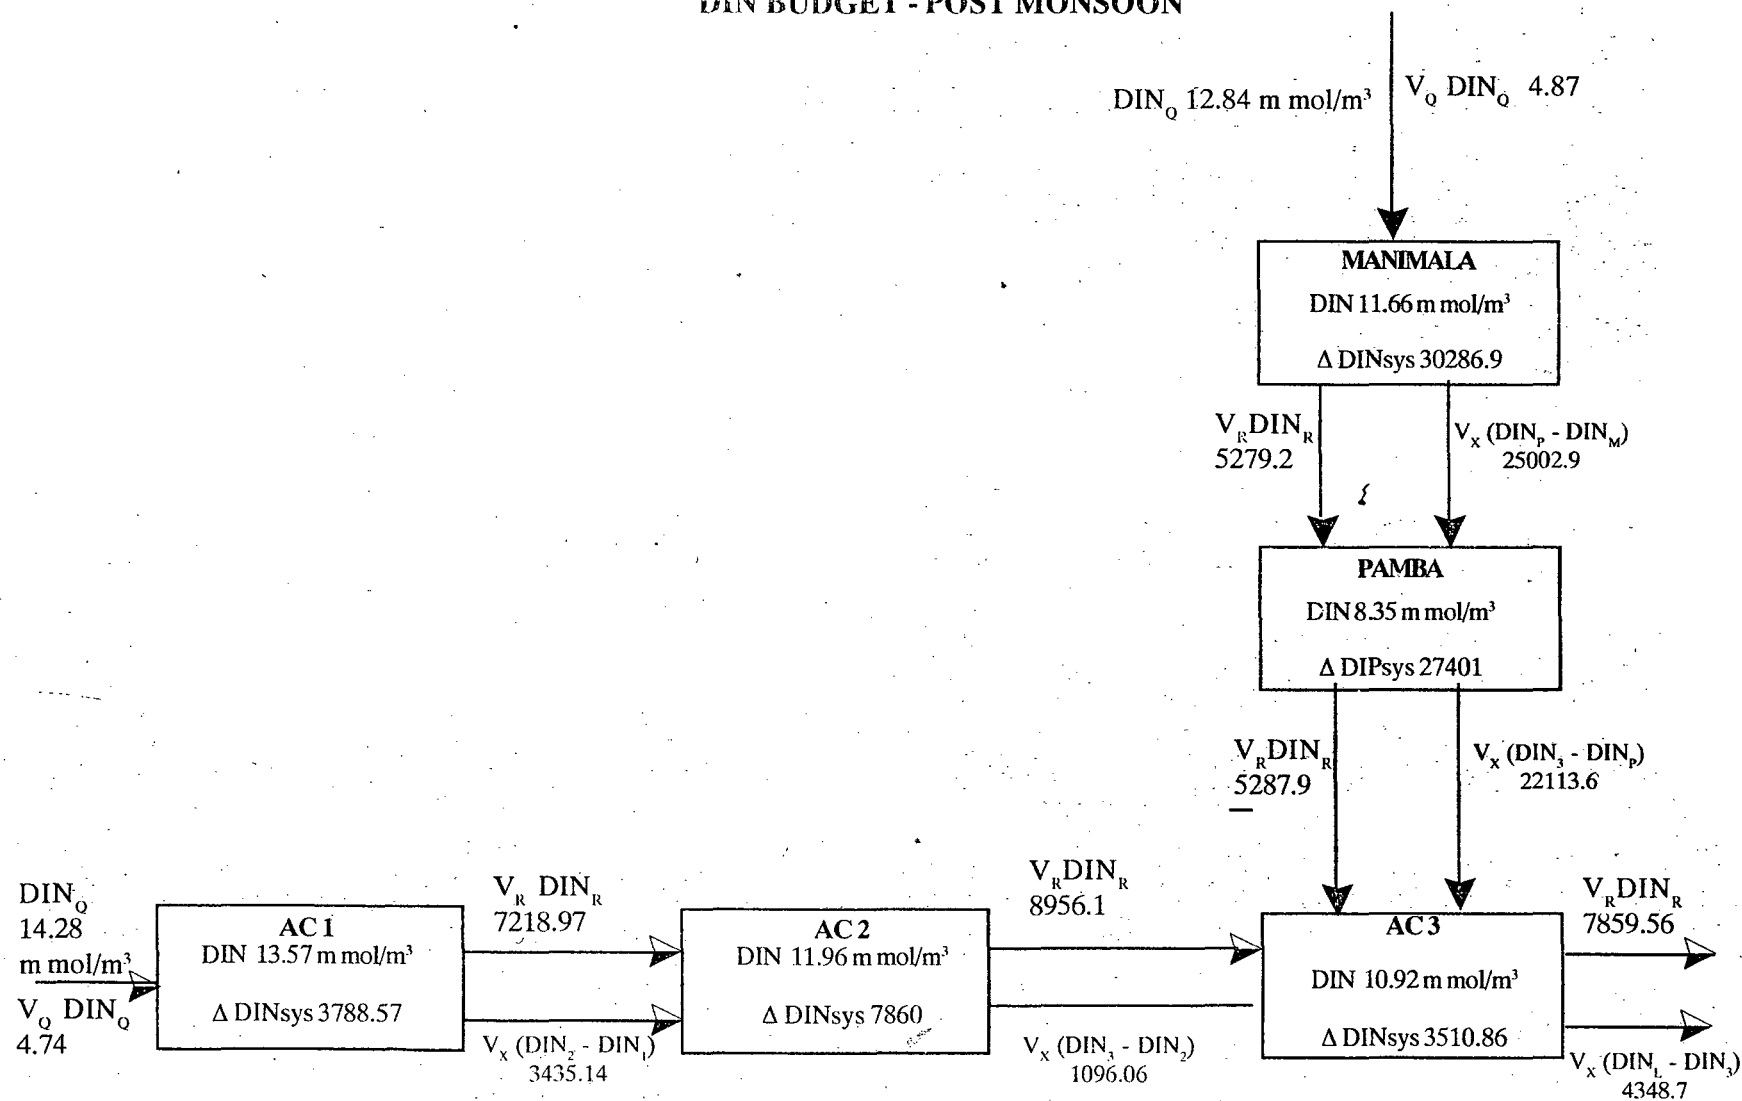 DIN BUDGET - POST MONSOON
DIN_Q 12.84 m mol/m³
V_Q DIN_Q 4.87
MANIMALA
DIN 11.66 m mol/m³
Δ DINsys 30286.9
V_R DIN_R
5279.2
V_X (DIN_P - DIN_M)
25002.9
PAMBA
DIN 8.35 m mol/m³
Δ DIPsys 27401
V_R DIN_R
5287.9
V_X (DIN_3 - DIN_P)
22113.6
DIN_Q
14.28
m mol/m³
V_Q DIN_Q
4.74
AC 1
DIN 13.57 m mol/m³
Δ DINsys 3788.57
V_R DIN_R
7218.97
V_X (DIN_2 - DIN_1)
3435.14
AC 2
DIN 11.96 m mol/m³
Δ DINsys 7860
V_R DIN_R
8956.1
V_X (DIN_3 - DIN_2)
1096.06
AC 3
DIN 10.92 m mol/m³
Δ DINsys 3510.86
V_R DIN_R
7859.56
V_X (DIN_L - DIN_3)
4348.7